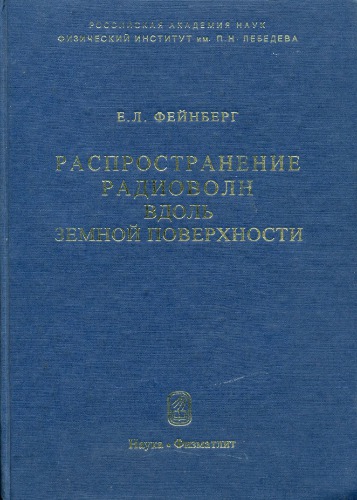 РОССИЙСКАЯ АКАДЕМИЯ НАУК
ФИЗИЧЕСКИЙ ИНСТИТУТ им. П.Н. ЛЕБЕДЕВА
Е.Л. ФЕЙНБЕРГ
РАСПРОСТРАНЕНИЕ
РАДИОВОЛН
ВДОЛЬ
ЗЕМНОЙ ПОВЕРХНОСТИ
Наука - Физматлит